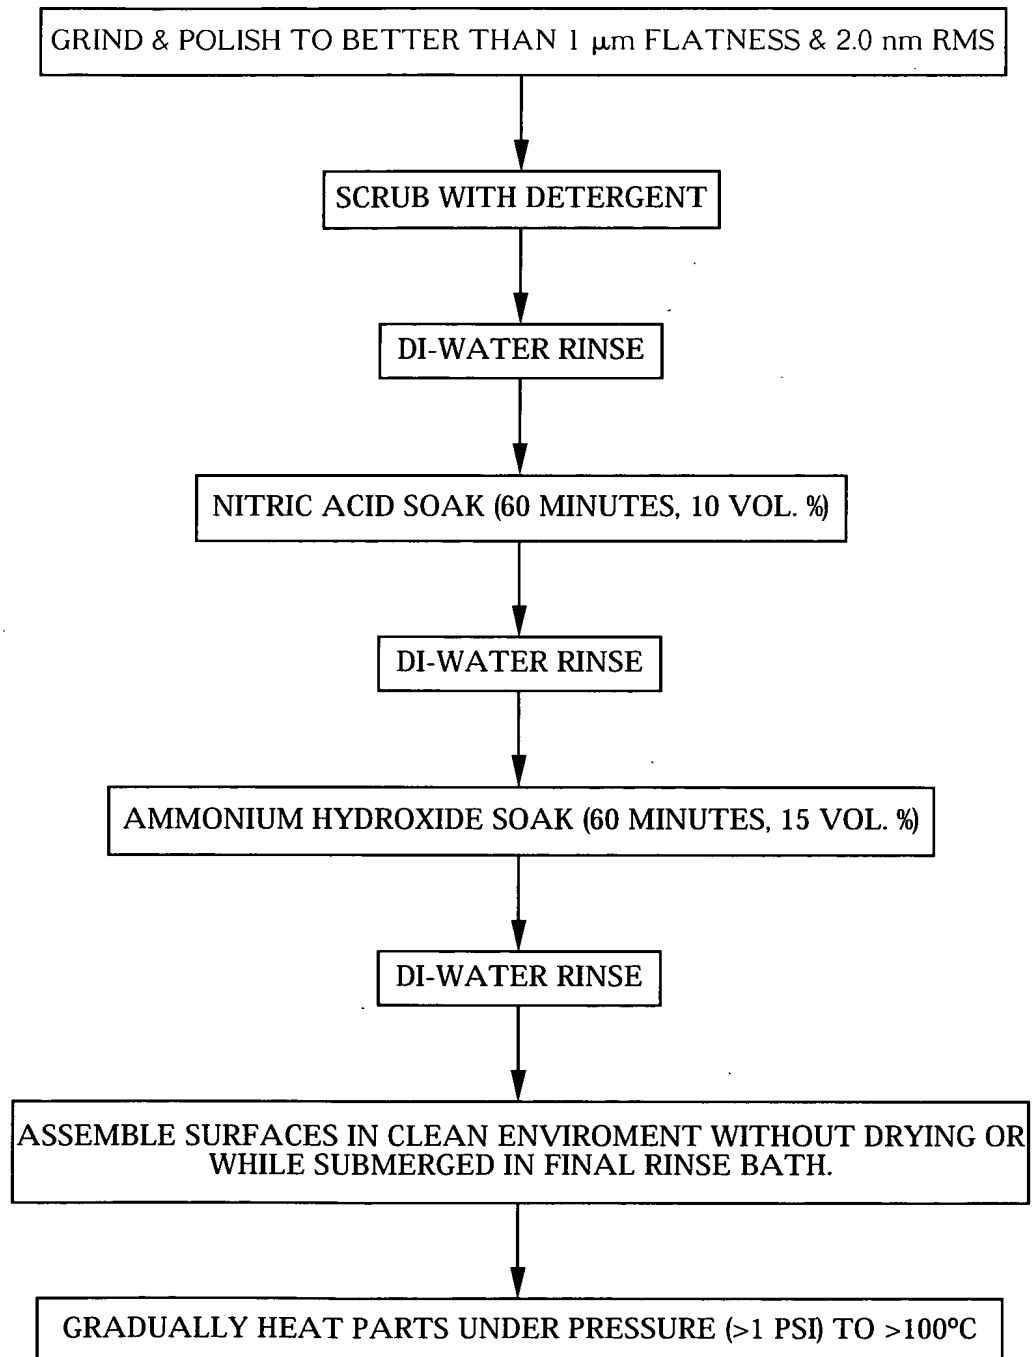 GRIND & POLISH TO BETTER THAN 1 μm FLATNESS & 2.0 nm RMS
SCRUB WITH DETERGENT
DI-WATER RINSE
NITRIC ACID SOAK (60 MINUTES, 10 VOL. %)
DI-WATER RINSE
AMMONIUM HYDROXIDE SOAK (60 MINUTES, 15 VOL. %)
DI-WATER RINSE
ASSEMBLE SURFACES IN CLEAN ENVIROMENT WITHOUT DRYING OR
WHILE SUBMERGED IN FINAL RINSE BATH.
GRADUALLY HEAT PARTS UNDER PRESSURE (>1 PSI) TO >100ºC